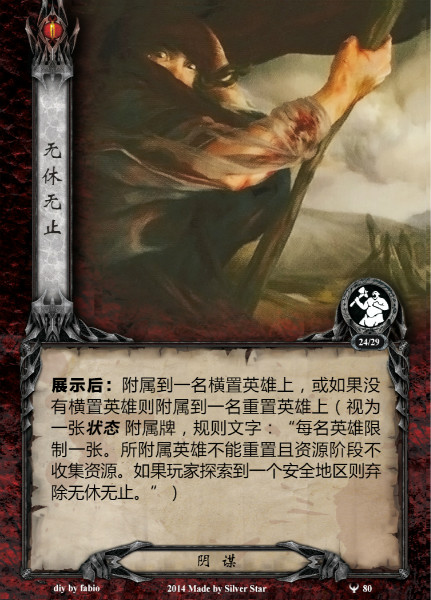 无休无止
24/29
展示后：附属到一名横置英雄上，或如果没
有横置英雄则附属到一名重置英雄上（视为
一张状态 附属牌，规则文字：“每名英雄限
制一张。所附属英雄不能重置且资源阶段不
收集资源。如果玩家探索到一个安全地区则弃
除无休无止。”）
阴 谋
diy by fabio
2014 Made by Silver Star
80